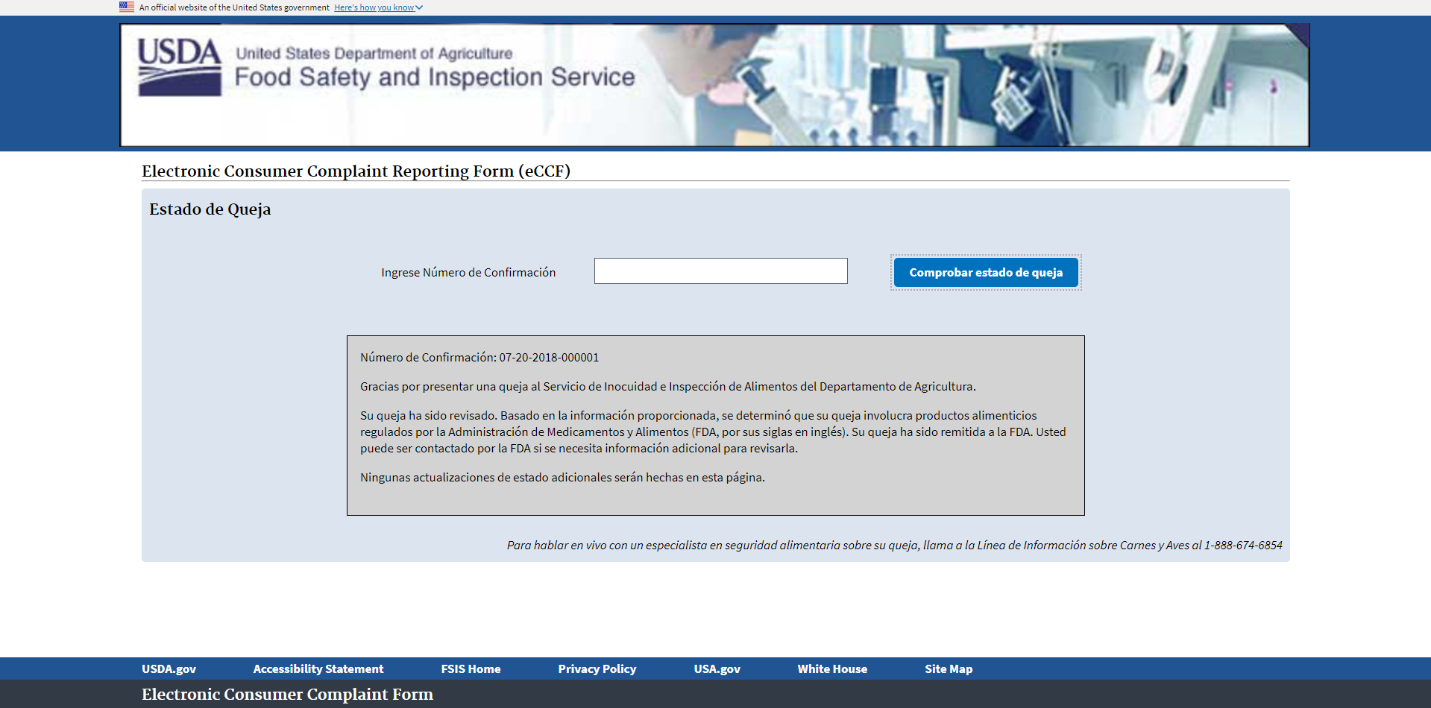 An official website of the United States government Here's how you know
USDA
United States Department of Agriculture
Food Safety and Inspection Service
Electronic Consumer Complaint Reporting Form (eCCF)
Estado de Queja
Ingrese Número de Confirmación
Comprobar estado de queja
Número de Confirmación: 07-20-2018-000001
Gracias por presentar una queja al Servicio de Inocuidad e Inspección de Alimentos del Departamento de Agricultura.
Su queja ha sido revisado. Basado en la información proporcionada, se determinó que su queja involucra productos alimenticios
regulados por la Administración de Medicamentos y Alimentos (FDA, por sus siglas en inglés). Su queja ha sido remitida a la FDA. Usted
puede ser contactado por la FDA si se necesita información adicional para revisarla.
Ningunas actualizaciones de estado adicionales serán hechas en esta página.
Para hablar en vivo con un especialista en seguridad alimentaria sobre su queja, llama a la Línea de Información sobre Carnes y Aves al 1-888-674-6854
USDA.gov Accessibility Statement FSIS Home Privacy Policy USA.gov White House Site Map
Electronic Consumer Complaint Form